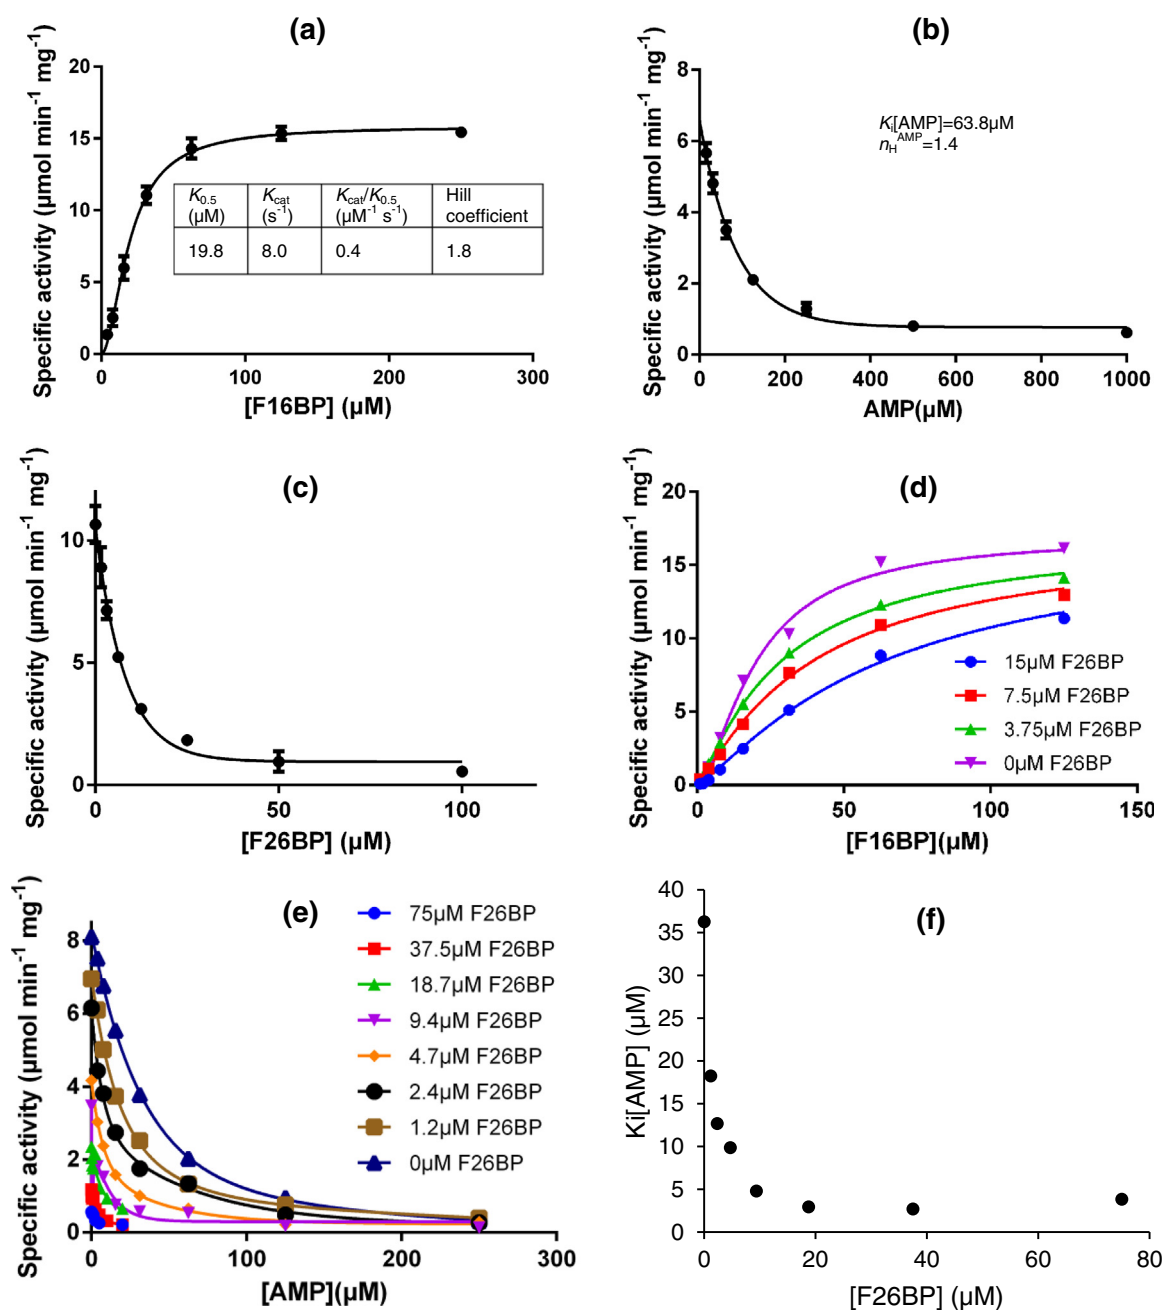 (a)
Specific activity (µmol min⁻¹ mg⁻¹)
20
15
10
5
0
K0.5 (µM)
Kcat (s⁻¹)
Kcat/K0.5 (µM⁻¹ s⁻¹)
Hill coefficient
19.8
8.0
0.4
1.8
0
100
200
300
[F16BP] (µM)
(b)
Specific activity (µmol min⁻¹ mg⁻¹)
8
6
4
2
0
Ki[AMP]=63.8µM
nH^AMP=1.4
0
200
400
600
800
1000
AMP(µM)
(c)
Specific activity (µmol min⁻¹ mg⁻¹)
10
5
0
0
50
100
[F26BP] (µM)
(d)
Specific activity (µmol min⁻¹ mg⁻¹)
20
15
10
5
0
15µM F26BP
7.5µM F26BP
3.75µM F26BP
0µM F26BP
0
50
100
150
[F16BP](µM)
(e)
Specific activity (µmol min⁻¹ mg⁻¹)
8
6
4
2
0
75µM F26BP
37.5µM F26BP
18.7µM F26BP
9.4µM F26BP
4.7µM F26BP
2.4µM F26BP
1.2µM F26BP
0µM F26BP
0
100
200
300
[AMP](µM)
(f)
Ki[AMP] (µM)
40
35
30
25
20
15
10
5
0
0
20
40
60
80
[F26BP] (µM)